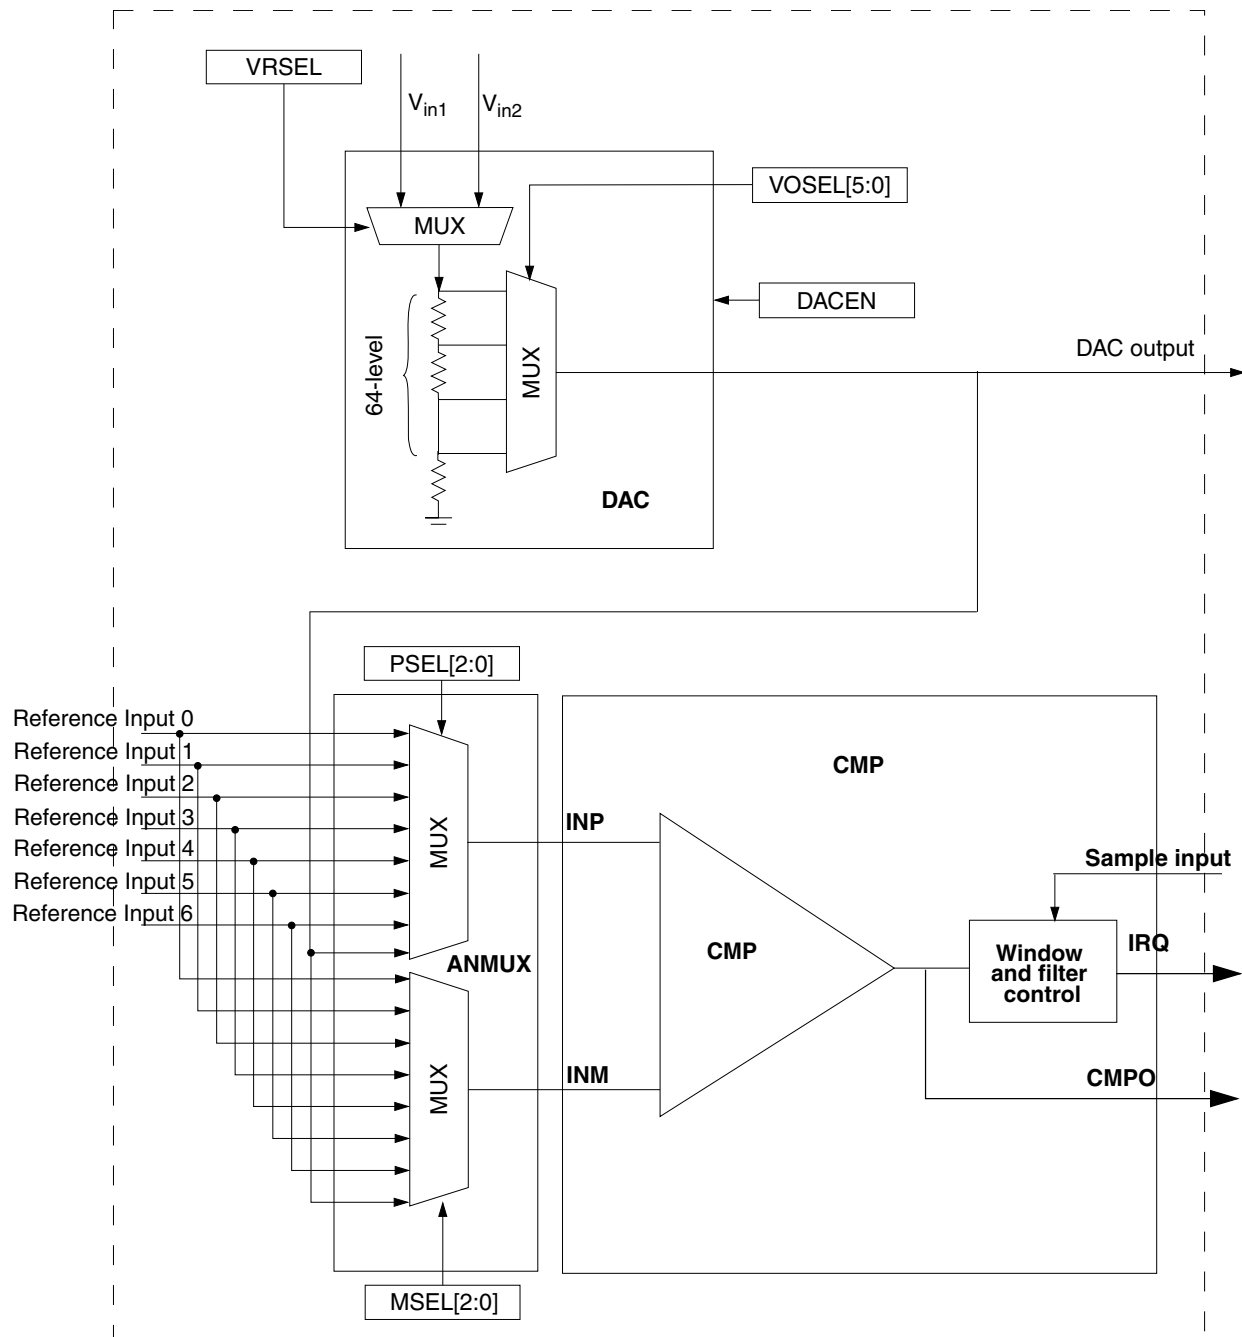 VRSEL
Vin1
Vin2
VOSEL[5:0]
MUX
DACEN
64-level
MUX
DAC output
DAC
PSEL[2:0]
Reference Input 0
Reference Input 1
Reference Input 2
Reference Input 3
Reference Input 4
Reference Input 5
Reference Input 6
MUX
ANMUX
MUX
MSEL[2:0]
INP
INM
CMP
CMP
Sample input
Window
and filter
control
IRQ
CMPO